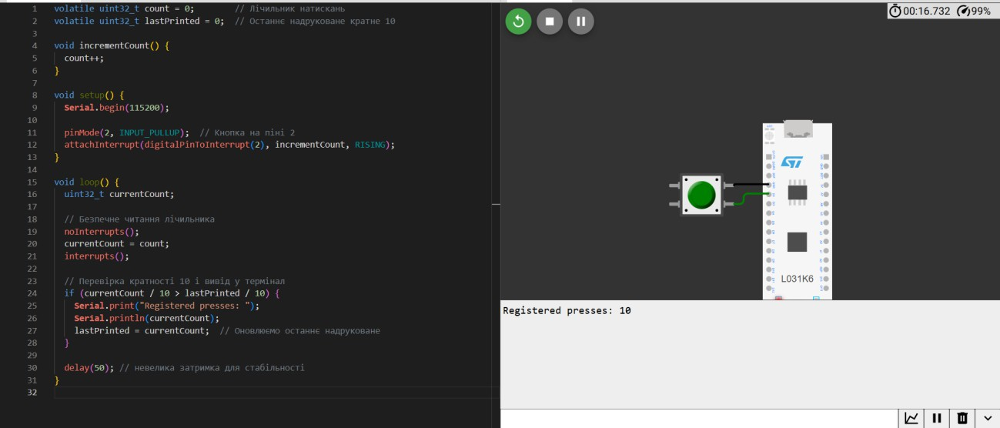 1 volatile uint32_t count = 0;        // Лічильник натискань
2 volatile uint32_t lastPrinted = 0;  // Останнє надруковане кратне 10
3
4 void incrementCount() {
5   count++;
6 }
7
8 void setup() {
9   Serial.begin(115200);
10
11   pinMode(2, INPUT_PULLUP);  // Кнопка на піні 2
12   attachInterrupt(digitalPinToInterrupt(2), incrementCount, RISING);
13 }
14
15 void loop() {
16   uint32_t currentCount;
17
18   // Безпечне читання лічильника
19   noInterrupts();
20   currentCount = count;
21   interrupts();
22
23   // Перевірка кратності 10 і вивід у термінал
24   if (currentCount / 10 > lastPrinted / 10) {
25     Serial.print("Registered presses: ");
26     Serial.println(currentCount);
27     lastPrinted = currentCount;  // Оновлюємо останнє надруковане
28   }
29
30   delay(50); // невелика затримка для стабільності
31 }
32
00:16.732 99%
ST
L031K6
Registered presses: 10